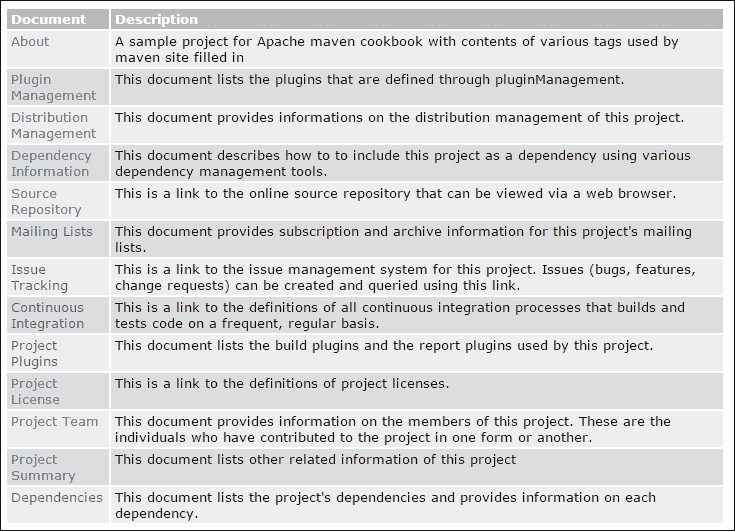 Document Description
About A sample project for Apache maven cookbook with contents of various tags used by
maven site filled in
Plugin This document lists the plugins that are defined through pluginManagement.
Management
Distribution This document provides informations on the distribution management of this project.
Management
Dependency This document describes how to to include this project as a dependency using various
Information dependency management tools.
Source This is a link to the online source repository that can be viewed via a web browser.
Repository
Mailing Lists This document provides subscription and archive information for this project's mailing
lists.
Issue This is a link to the issue management system for this project. Issues (bugs, features,
Tracking change requests) can be created and queried using this link.
Continuous This is a link to the definitions of all continuous integration processes that builds and
Integration tests code on a frequent, regular basis.
Project This document lists the build plugins and the report plugins used by this project.
Plugins
Project This is a link to the definitions of project licenses.
License
Project Team This document provides information on the members of this project. These are the
individuals who have contributed to the project in one form or another.
Project This document lists other related information of this project
Summary
Dependencies This document lists the project's dependencies and provides information on each
dependency.